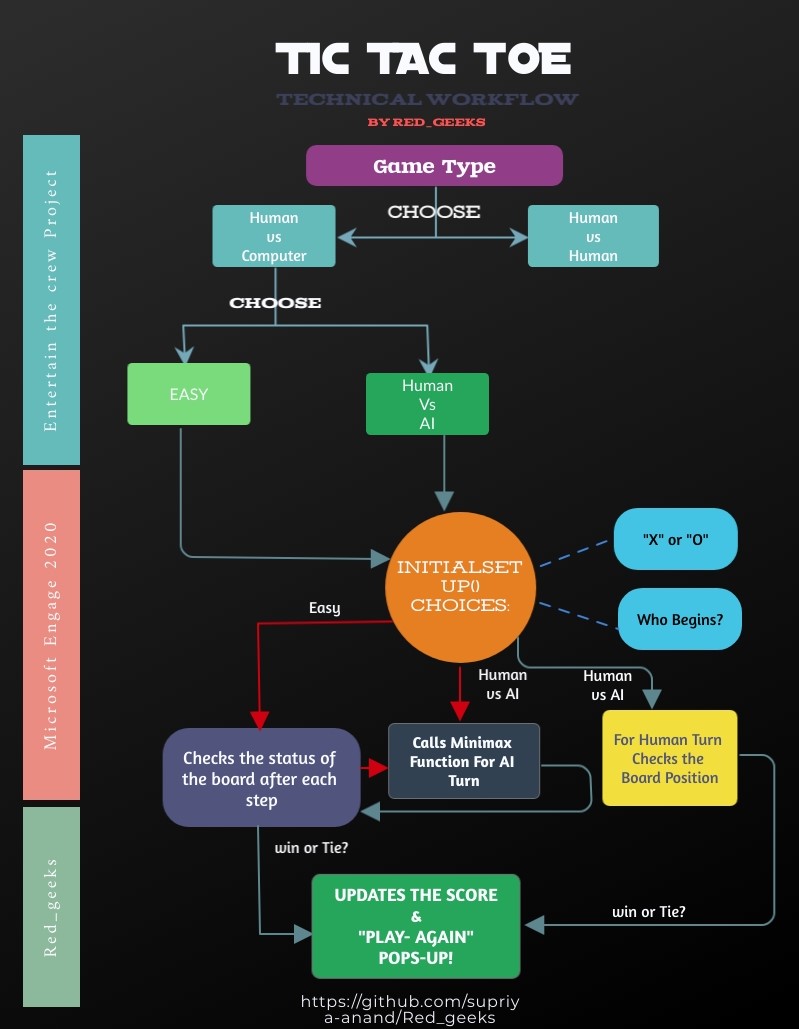 TIC TAC TOE
TECHNICAL WORKFLOW
BY RED_GEEKS
Game Type
CHOOSE
Human
vs
Computer
Human
vs
Human
CHOOSE
EASY
Human
Vs
AI
INITIALSET
UP()
CHOICES:
"X" or "O"
Who Begins?
Easy
Human
vs AI
Human
vs AI
Checks the status of
the board after each
step
Calls Minimax
Function For AI
Turn
For Human Turn
Checks the
Board Position
win or Tie?
win or Tie?
UPDATES THE SCORE
&
"PLAY- AGAIN"
POPS-UP!
https://github.com/supriy
a-anand/Red_geeks
Entertain the crew Project
Microsoft Engage 2020
Red_geeks